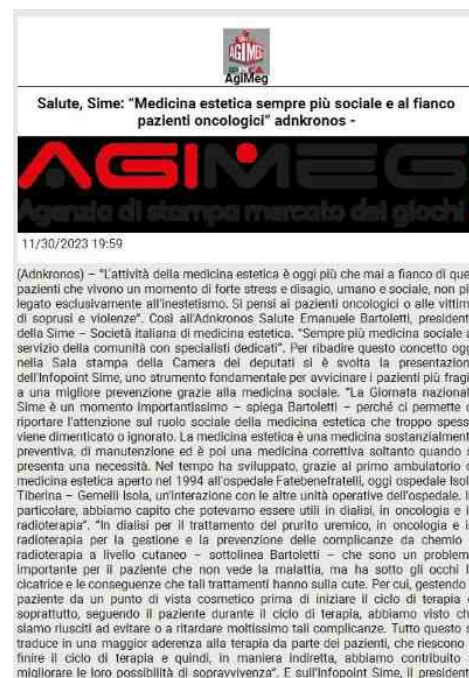 AGIMEG
AgiMeg
Salute, Sime: “Medicina estetica sempre più sociale e al fianco
pazienti oncologici” adnkronos -
AGIMEG
Agenzia di stampa mercato dei giochi
11/30/2023 19:59
(Adnkronos) – “L'attività della medicina estetica è oggi più che mai a fianco di que
pazienti che vivono un momento di forte stress e disagio, umano e sociale, non pi
legato esclusivamente all'inestetismo. Si pensi ai pazienti oncologici o alle vittim
di soprusi e violenze”. Così all'Adnkronos Salute Emanuele Bartoletti, president
della Sime – Società italiana di medicina estetica. “Sempre più medicina sociale a
servizio della comunità con specialisti dedicati”. Per ribadire questo concetto ogg
nella Sala stampa della Camera dei deputati si è svolta la presentazion
dell'Infopoint Sime, uno strumento fondamentale per avvicinare i pazienti più fragi
a una migliore prevenzione grazie alla medicina sociale. “La Giornata nazional
Sime è un momento importantissimo – spiega Bartoletti – perché ci permette d
riportare l'attenzione sul ruolo sociale della medicina estetica che troppo spess
viene dimenticato o ignorato. La medicina estetica è una medicina sostanzialment
preventiva, di manutenzione ed è poi una medicina correttiva soltanto quando s
presenta una necessità. Nel tempo ha sviluppato, grazie al primo ambulatorio d
medicina estetica aperto nel 1994 all'ospedale Fatebenefratelli, oggi ospedale Isol
Tiberina – Gemelli Isola, un'interazione con le altre unità operative dell'ospedale. I
particolare, abbiamo capito che potevamo essere utili in dialisi, in oncologia e i
radioterapia”. “In dialisi per il trattamento del prurito uremico, in oncologia e i
radioterapia per la gestione e la prevenzione delle complicanze da chemio
radioterapia a livello cutaneo – sottolinea Bartoletti – che sono un problem
importante per il paziente che non vede la malattia, ma ha sotto gli occhi l
cicatrice e le conseguenze che tali trattamenti hanno sulla cute. Per cui, gestendo
paziente da un punto di vista cosmetico prima di iniziare il ciclo di terapia e
soprattutto, seguendo il paziente durante il ciclo di terapia, abbiamo visto ch
siamo riusciti ad evitare o a ritardare moltissimo tali complicanze. Tutto questo s
traduce in una maggior aderenza alla terapia da parte dei pazienti, che riescono
finire il ciclo di terapia e quindi, in maniera indiretta, abbiamo contribuito
migliorare le loro possibilità di sopravvivenza”. E sull'Infopoint Sime, il president